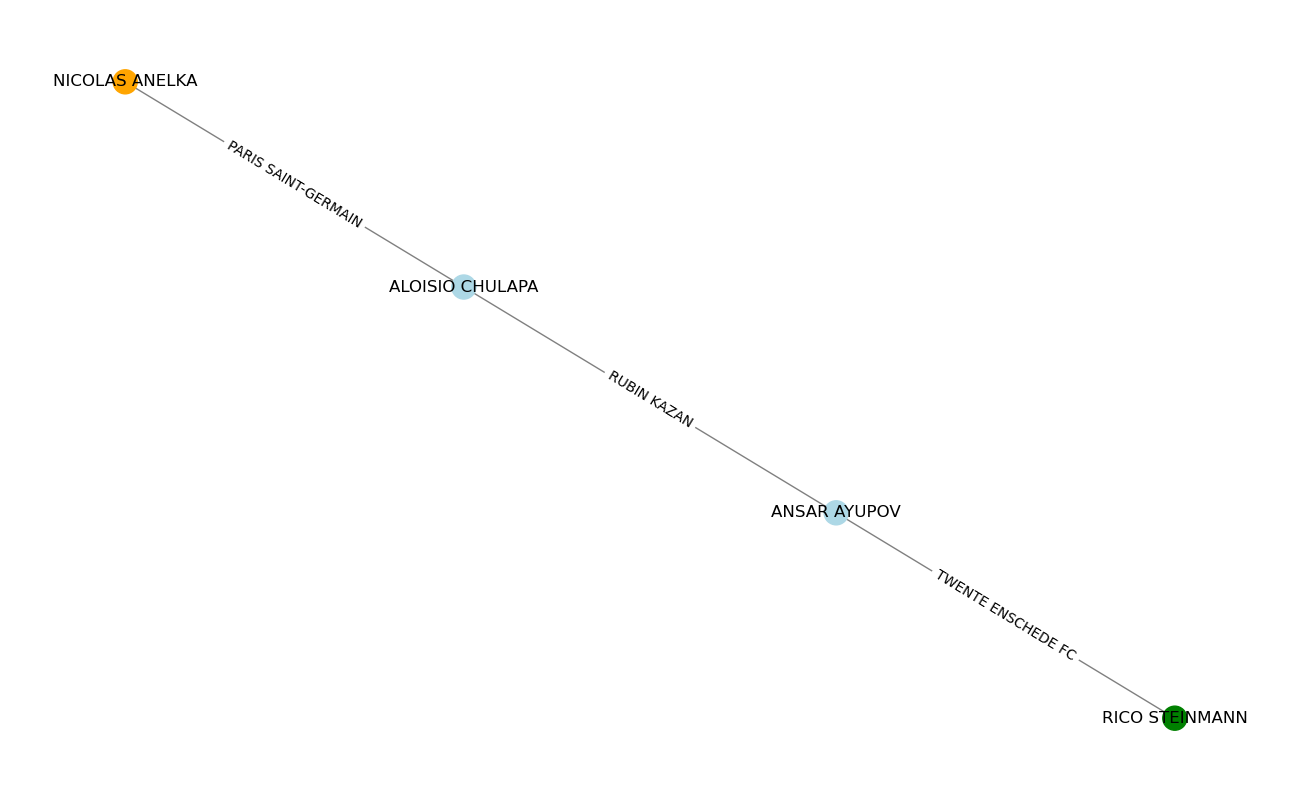 NICOLAS ANELKA
PARIS SAINT-GERMAIN
ALOISIO CHULAPA
RUBIN KAZAN
ANSAR AYUPOV
TWENTE ENSCHEDE FC
RICO STEINMANN